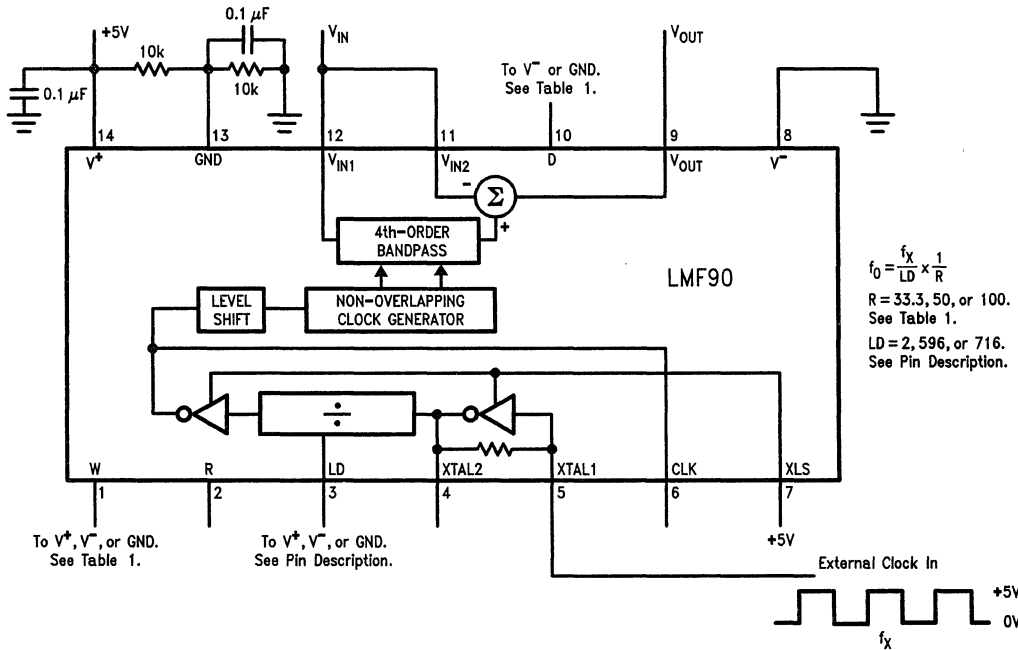 +5V
0.1 μF
V_IN
V_OUT
10k
10k
0.1 μF
To V⁻ or GND.
See Table 1.
14
13
12
11
10
9
8
V⁺
GND
V_IN1
V_IN2
D
V_OUT
V⁻
-
Σ
+
4th-ORDER
BANDPASS
LMF90
LEVEL
SHIFT
NON-OVERLAPPING
CLOCK GENERATOR
f_0 = f_X/LD × 1/R
R = 33.3, 50, or 100.
See Table 1.
LD = 2, 596, or 716.
See Pin Description.
÷
W
R
LD
XTAL2
XTAL1
CLK
XLS
1
2
3
4
5
6
7
To V⁺, V⁻, or GND.
See Table 1.
To V⁺, V⁻, or GND.
See Pin Description.
+5V
External Clock In
+5V
0V
f_X